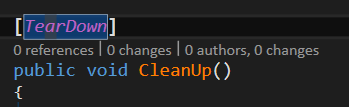 [TearDown]
0 references | 0 changes | 0 authors, 0 changes
public void CleanUp()
{